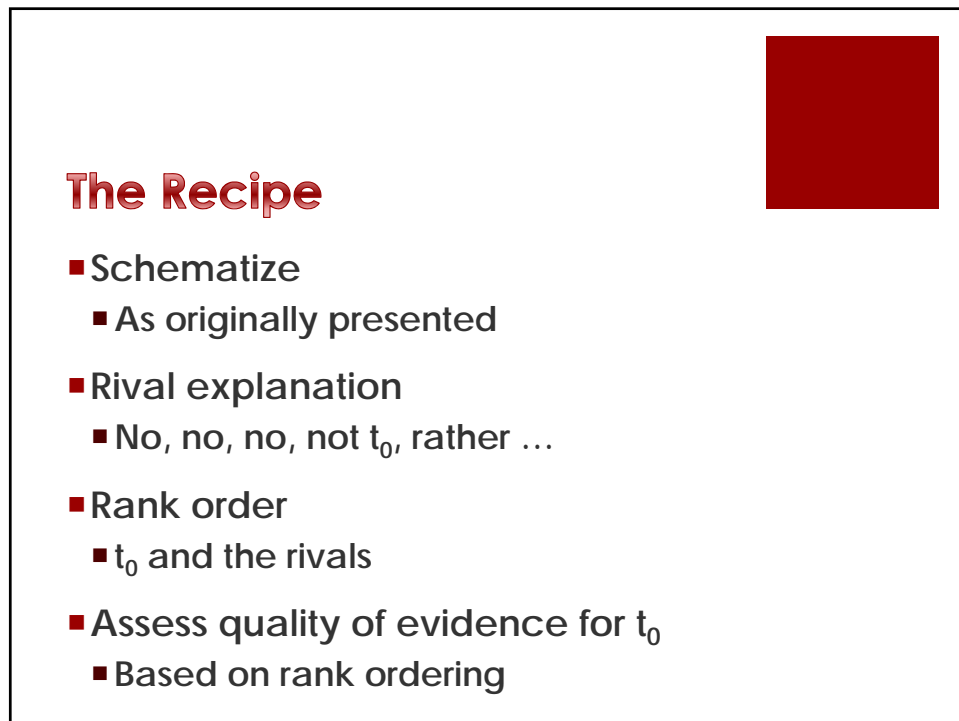 The Recipe
Schematize
As originally presented
Rival explanation
No, no, no, not t₀, rather …
Rank order
t₀ and the rivals
Assess quality of evidence for t₀
Based on rank ordering